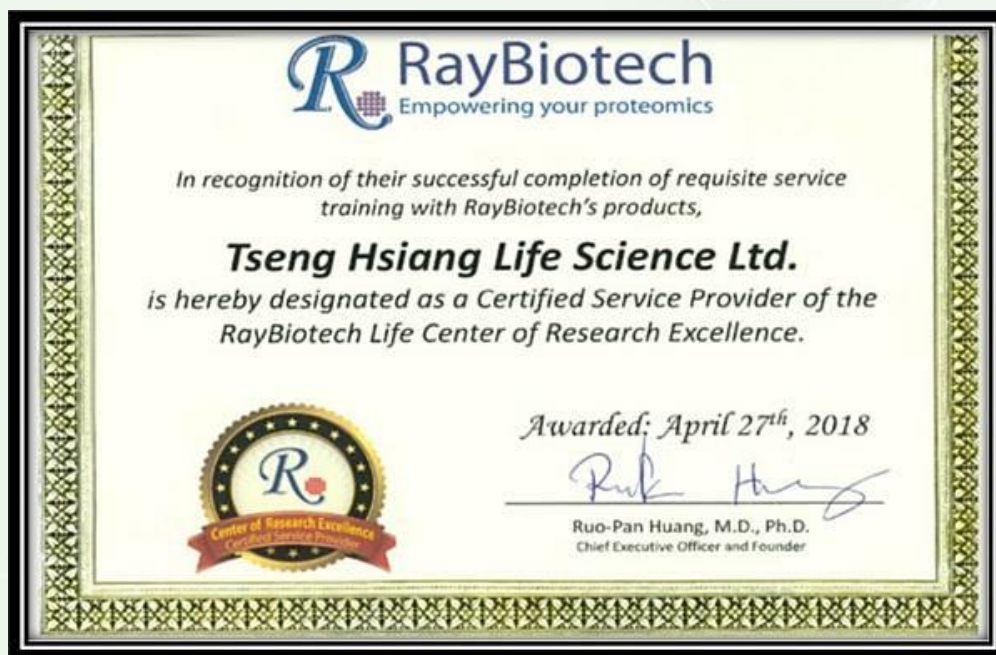 RayBiotech
Empowering your proteomics
In recognition of their successful completion of requisite service
training with RayBiotech's products,
Tseng Hsiang Life Science Ltd.
is hereby designated as a Certified Service Provider of the
RayBiotech Life Center of Research Excellence.
Awarded: April 27th, 2018
R
Center of Research Excellence
Certified Service Provider
Ruo-Pan Huang, M.D., Ph.D.
Chief Executive Officer and Founder